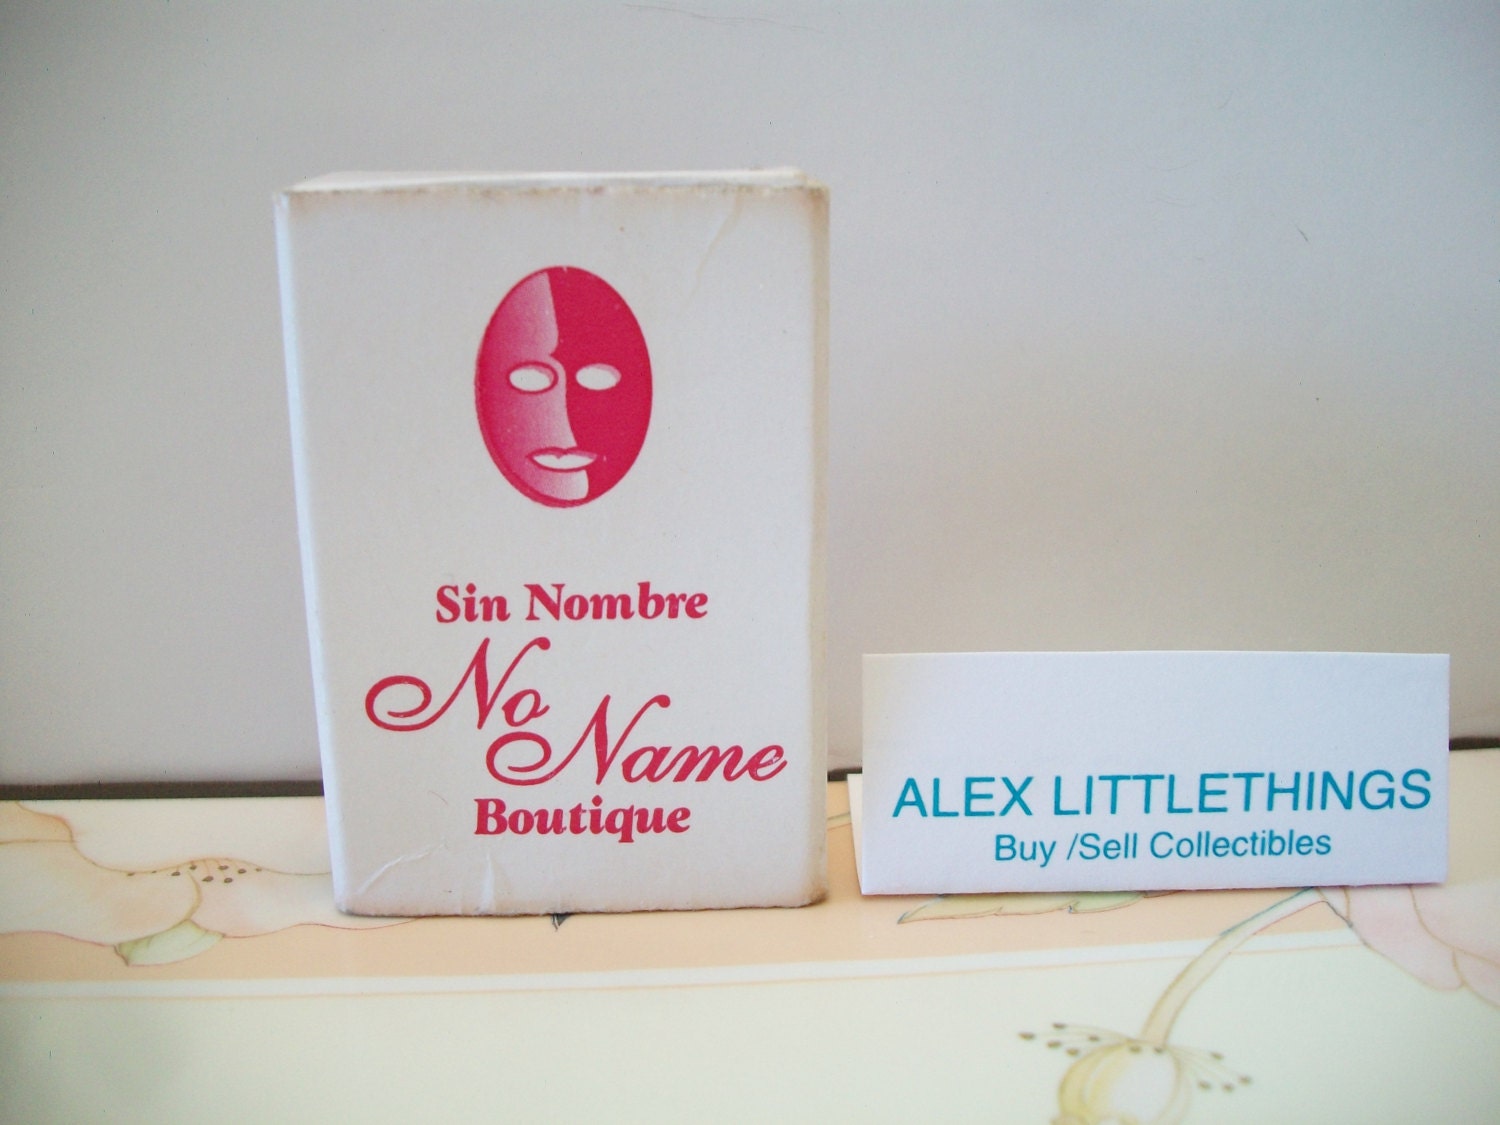 Sin Nombre
No
Name
Boutique
ALEX LITTLETHINGS
Buy /Sell Collectibles